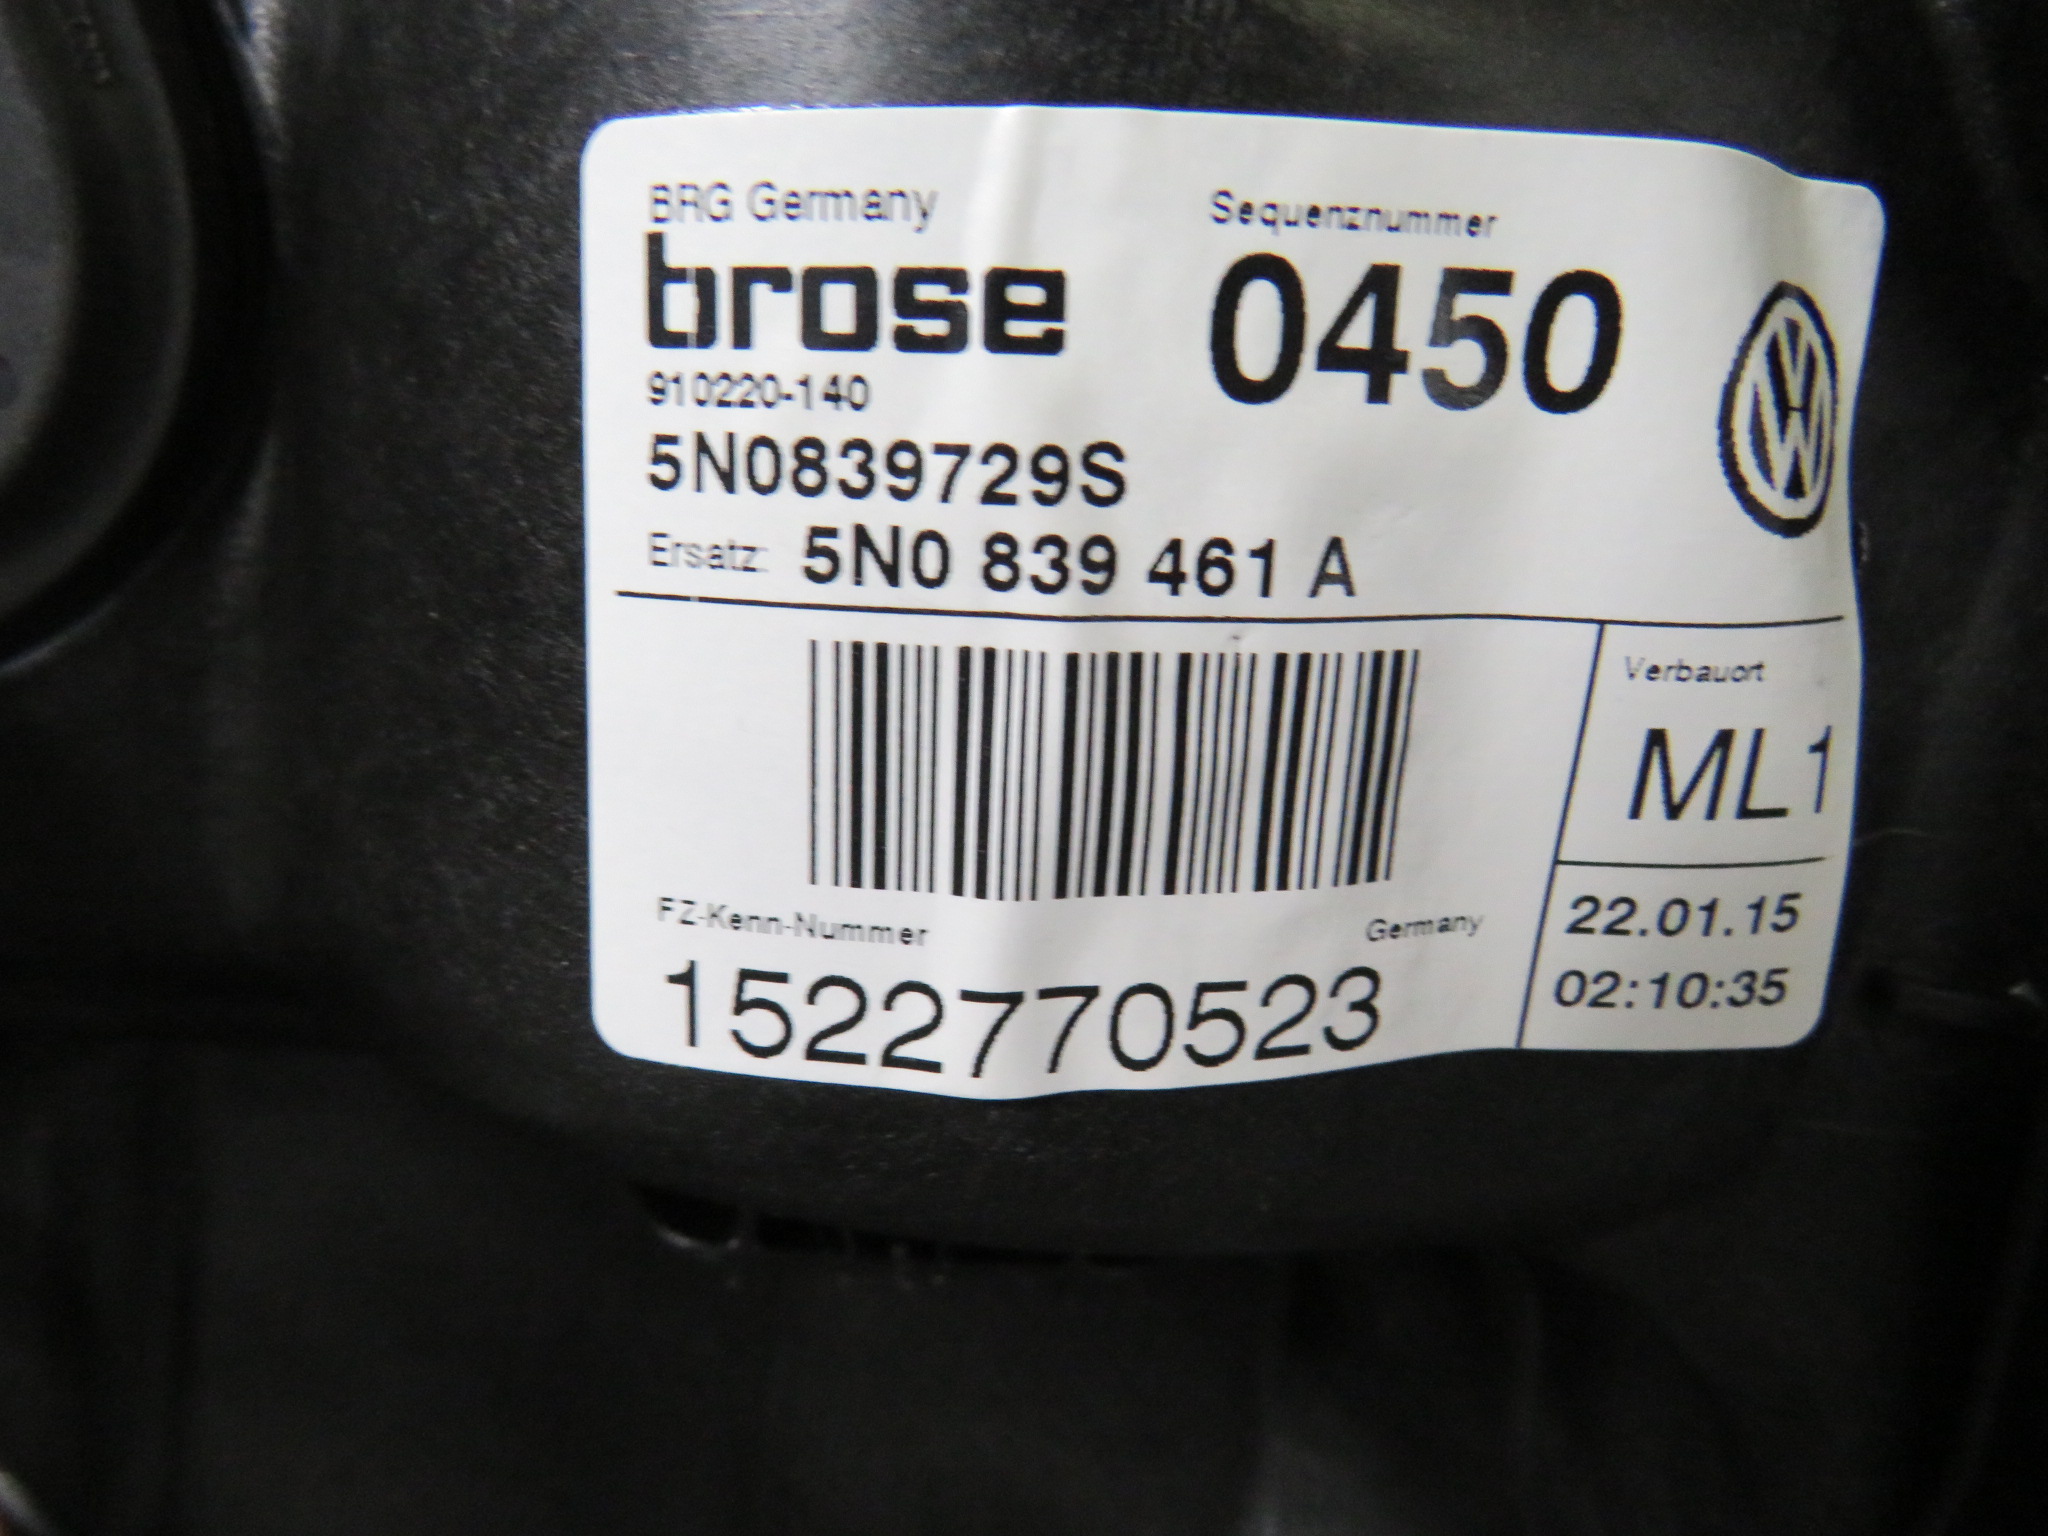 BRG Germany
brose
910220-140
5N0839729S
Ersatz: 5N0 839 461 A
Sequenznummer
0450
Verbauort
ML1
FZ-Kenn-Nummer
Germany
1522770523
22.01.15
02:10:35